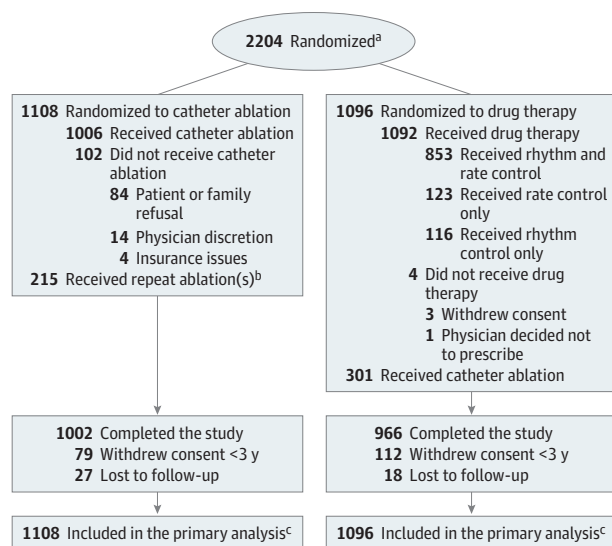 2204 Randomizedᵃ
1108 Randomized to catheter ablation
1006 Received catheter ablation
102 Did not receive catheter
ablation
84 Patient or family
refusal
14 Physician discretion
4 Insurance issues
215 Received repeat ablation(s)ᵇ
1096 Randomized to drug therapy
1092 Received drug therapy
853 Received rhythm and
rate control
123 Received rate control
only
116 Received rhythm
control only
4 Did not receive drug
therapy
3 Withdrew consent
1 Physician decided not
to prescribe
301 Received catheter ablation
1002 Completed the study
79 Withdrew consent <3 y
27 Lost to follow-up
966 Completed the study
112 Withdrew consent <3 y
18 Lost to follow-up
1108 Included in the primary analysisᶜ
1096 Included in the primary analysisᶜ